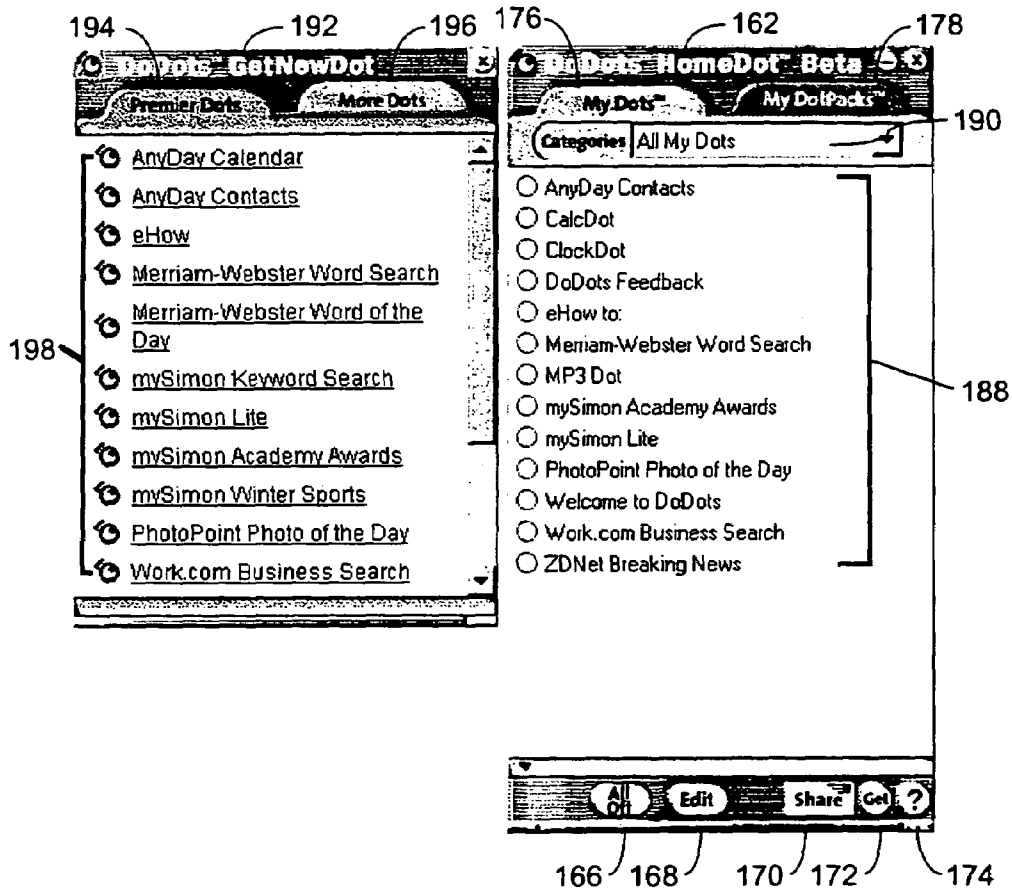 194
192
196
DoDots™ GetNewDot
Premier Dots
More Dots
AnyDay Calendar
AnyDay Contacts
eHow
Merriam-Webster Word Search
Merriam-Webster Word of the
Day
mySimon Keyword Search
mySimon Lite
mySimon Academy Awards
mySimon Winter Sports
PhotoPoint Photo of the Day
Work.com Business Search
198
176
162
178
DoDots™ HomeDot™ Beta
My Dots™
My DotPacks™
190
Categories All My Dots
AnyDay Contacts
CalcDot
ClockDot
DoDots Feedback
eHow to:
Merriam-Webster Word Search
MP3 Dot
mySimon Academy Awards
mySimon Lite
PhotoPoint Photo of the Day
Welcome to DoDots
Work.com Business Search
ZDNet Breaking News
188
All
Off
Edit
Share
Get
?
166
168
170
172
174